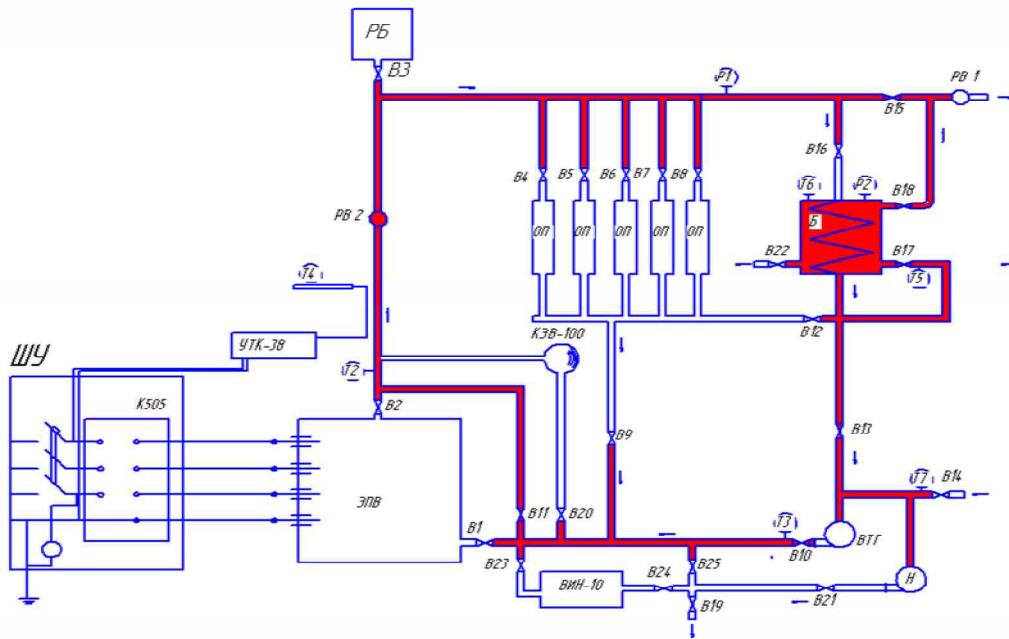 РБ
В3
Р1
РВ 1
В15
В16
В4
В5
В6
В7
В8
Т6
Р2
В18
Б
РВ 2
ОП
ОП
ОП
ОП
ОП
В22
В17
Т5
Т4
КЭВ-100
В12
УТК-38
ШУ
Т2
К505
В2
В9
В13
ЭПВ
Т7
В14
В1
В11
В20
Т3
В10
ВТГ
В23
ВИН-10
В24
В25
В21
Н
В19